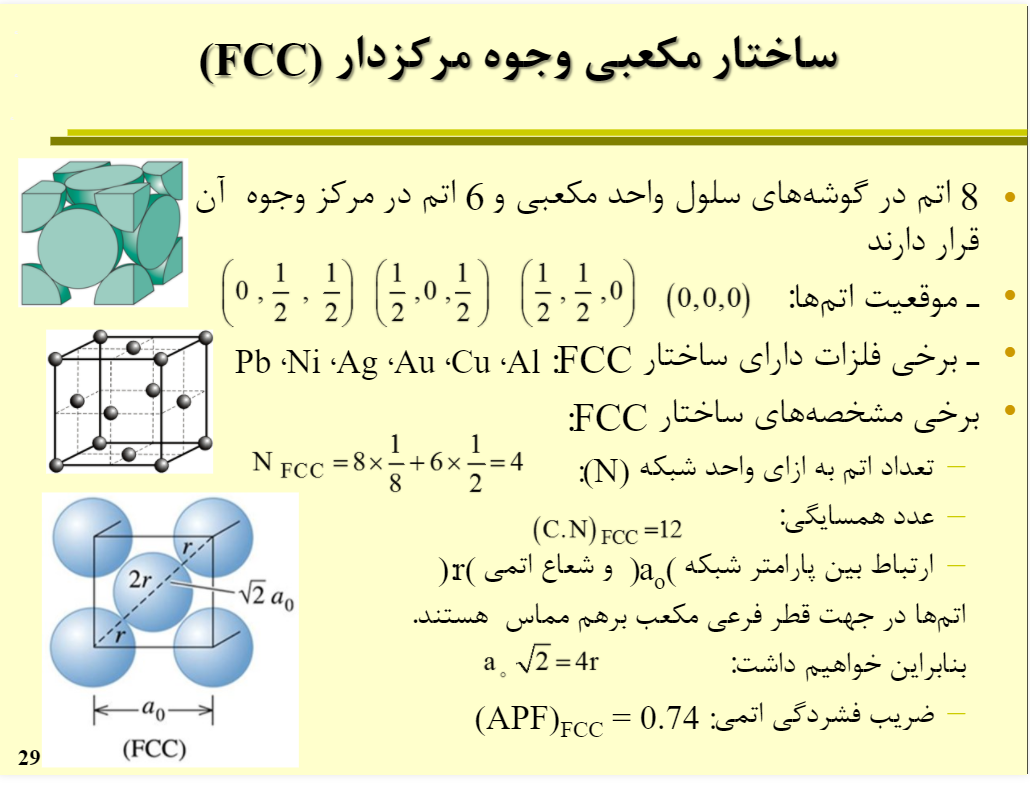 ساختار مکعبی وجوه مرکزدار (FCC)
• 8 اتم در گوشه‌های سلول واحد مکعبی و 6 اتم در مرکز وجوه آن
قرار دارند
• ـ موقعیت اتم‌ها: (0,0,0) (1/2 , 1/2 ,0) (1/2 ,0 , 1/2) (0 , 1/2 , 1/2)
• ـ برخی فلزات دارای ساختار FCC: Al، Cu، Au، Ag، Ni، Pb
• برخی مشخصه‌های ساختار FCC:
– تعداد اتم به ازای واحد شبکه (N): N FCC = 8 × 1/8 + 6 × 1/2 = 4
– عدد همسایگی: (C.N) FCC =12
– ارتباط بین پارامتر شبکه )a₀( و شعاع اتمی )r(
اتم‌ها در جهت قطر فرعی مکعب برهم مماس هستند.
بنابراین خواهیم داشت: a₀ √2 = 4r
– ضریب فشردگی اتمی: (APF)FCC = 0.74
r
2r
√2 a₀
r
a₀
(FCC)
29